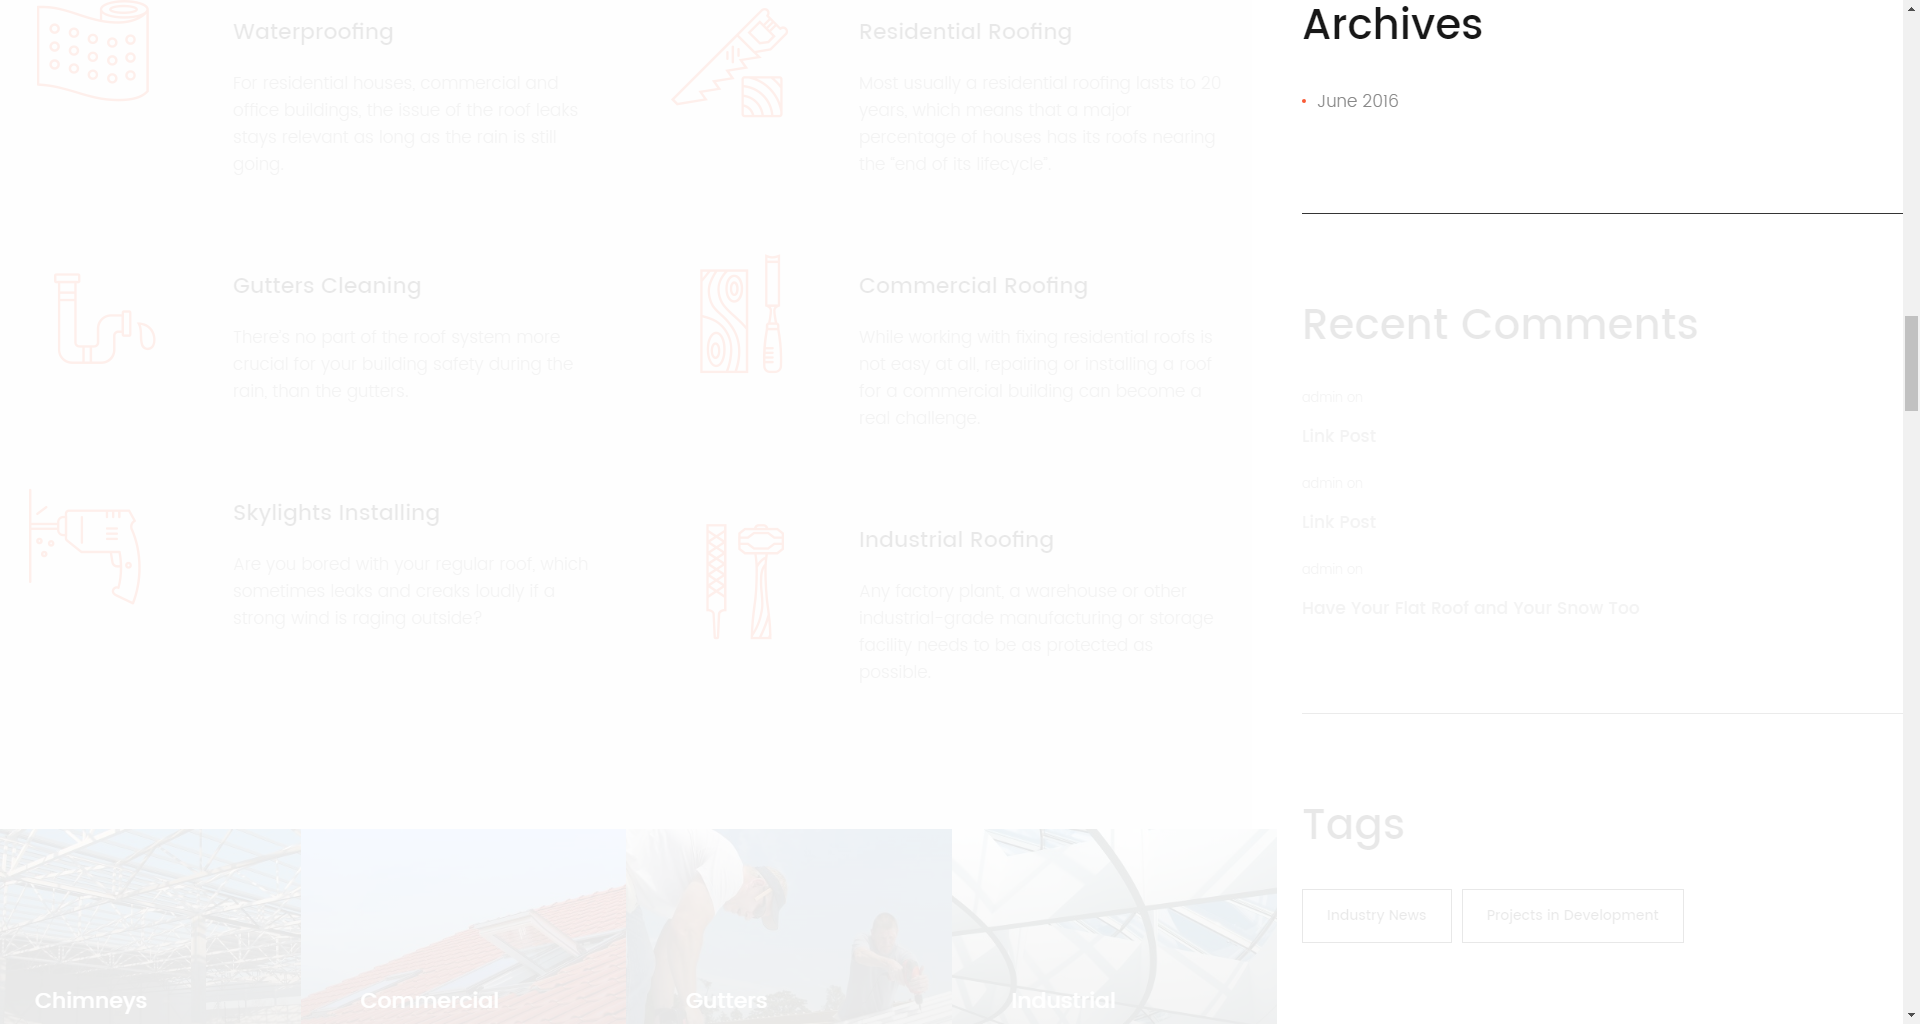 Waterproofing
For residential houses, commercial and
office buildings, the issue of the roof leaks
stays relevant as long as the rain is still
going.
Residential Roofing
Most usually a residential roofing lasts to 20
years, which means that a major
percentage of houses has its roofs nearing
the "end of its lifecycle".
Gutters Cleaning
There's no part of the roof system more
crucial for your building safety during the
rain, than the gutters.
Commercial Roofing
While working with fixing residential roofs is
not easy at all, repairing or installing a roof
for a commercial building can become a
real challenge.
Skylights Installing
Are you bored with your regular roof, which
sometimes leaks and creaks loudly if a
strong wind is raging outside?
Industrial Roofing
Any factory plant, a warehouse or other
industrial-grade manufacturing or storage
facility needs to be as protected as
possible.
Chimneys
Commercial
Gutters
Industrial
Archives
June 2016
Recent Comments
admin on
Link Post
admin on
Link Post
admin on
Have Your Flat Roof and Your Snow Too
Tags
Industry News
Projects in Development